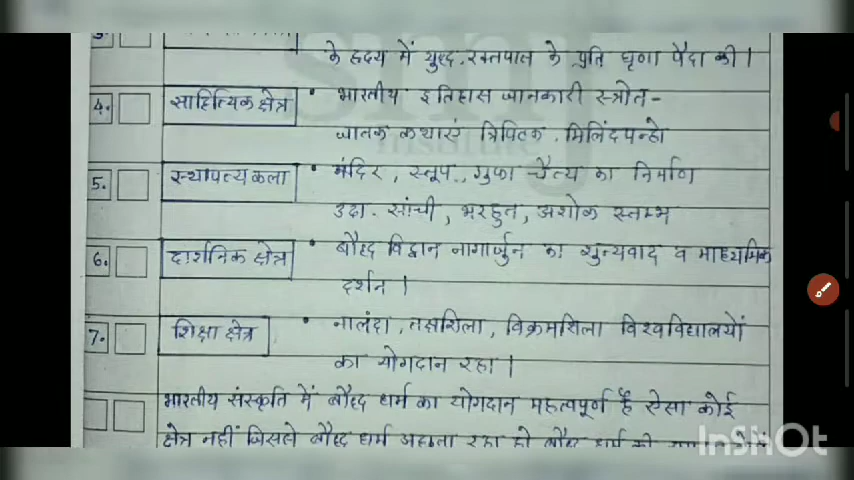 3.
के हृदय में युध्द, रक्तपात के प्रति घृणा पैदा की।
4. साहित्यिक क्षेत्र • भारतीय इतिहास जानकारी स्त्रोत -
जातक कथाएं त्रिपिटक, मिलिंदपन्हो
5. स्थापत्य कला • मंदिर, स्तूप, गुफा चैत्य का निर्माण
उदा. सांची, भरहुत, अशोक स्तम्भ
6. दार्शनिक क्षेत्र • बौध्द विद्वान नागार्जुन का शुन्यवाद व माध्यमिक
दर्शन।
7. शिक्षा क्षेत्र • नालंदा, तक्षशिला, विक्रमशिला विश्वविद्यालयों
का योगदान रहा।
भारतीय संस्कृति में बौध्द धर्म का योगदान महत्वपूर्ण है ऐसा कोई
क्षेत्र नहीं जिससे बौध्द धर्म अछुता रहा हो बौध्द धर्म
InShOt